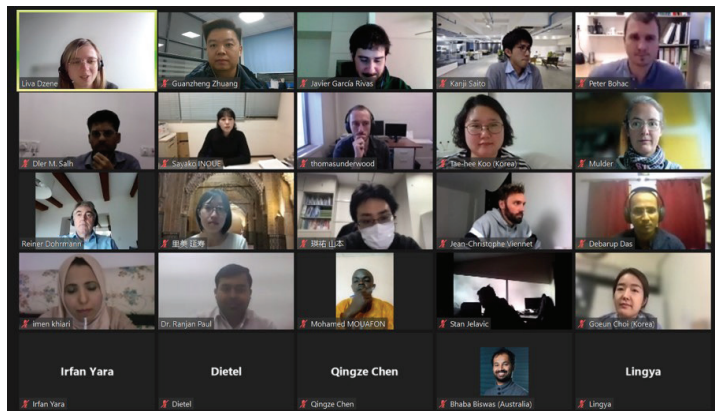 Liva Dzene
Guanzheng Zhuang
Javier García Rivas
Kanji Saito
Peter Bohac
Dler M. Salh
Sayako INOUE
thomasunderwood
Tae-hee Koo (Korea)
Mulder
Reiner Dohrmann
Jean-Christophe Viennet
Debarup Das
imen khiari
Dr. Ranjan Paul
Mohamed MOUAFON
Stan Jelavic
Goeun Choi (Korea)
Irfan Yara
Dietel
Qingze Chen
Lingya
Irfan Yara
Dietel
Qingze Chen
Bhaba Biswas (Australia)
Lingya